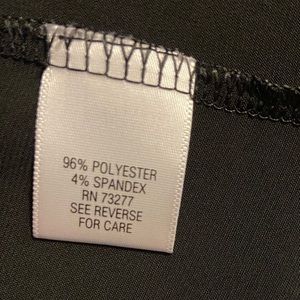 96% POLYESTER
4% SPANDEX
RN 73277
SEE REVERSE
FOR CARE